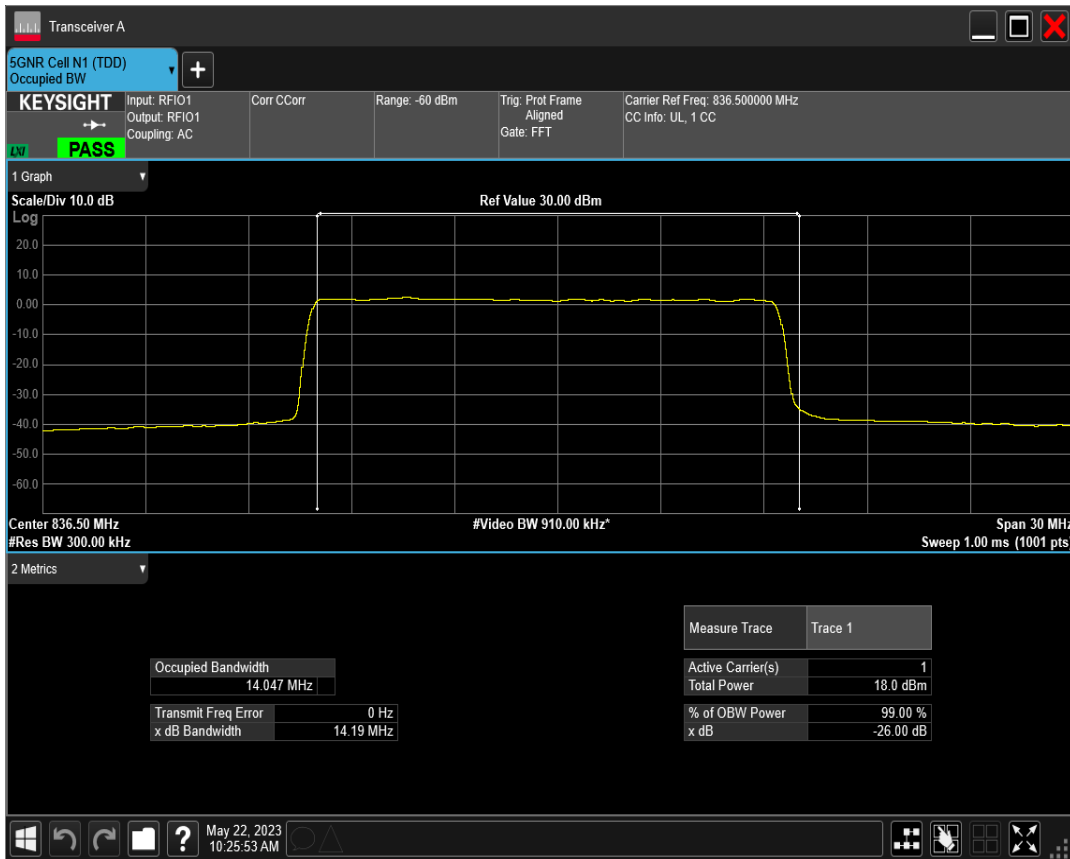 Transceiver A
5GNR Cell N1 (TDD)
Occupied BW
KEYSIGHT
LXI
PASS
Input: RFIO1
Output: RFIO1
Coupling: AC
Corr CCorr
Range: -60 dBm
Trig: Prot Frame
Aligned
Gate: FFT
Carrier Ref Freq: 836.500000 MHz
CC Info: UL, 1 CC
1 Graph
Scale/Div 10.0 dB
Ref Value 30.00 dBm
Log
20.0
10.0
0.00
-10.0
-20.0
-30.0
-40.0
-50.0
-60.0
Center 836.50 MHz
#Video BW 910.00 kHz*
Span 30 MHz
#Res BW 300.00 kHz
Sweep 1.00 ms (1001 pts)
2 Metrics
Measure Trace Trace 1
Occupied Bandwidth
14.047 MHz
Active Carrier(s) 1
Total Power 18.0 dBm
Transmit Freq Error 0 Hz
x dB Bandwidth 14.19 MHz
% of OBW Power 99.00 %
x dB -26.00 dB
?
May 22, 2023
10:25:53 AM